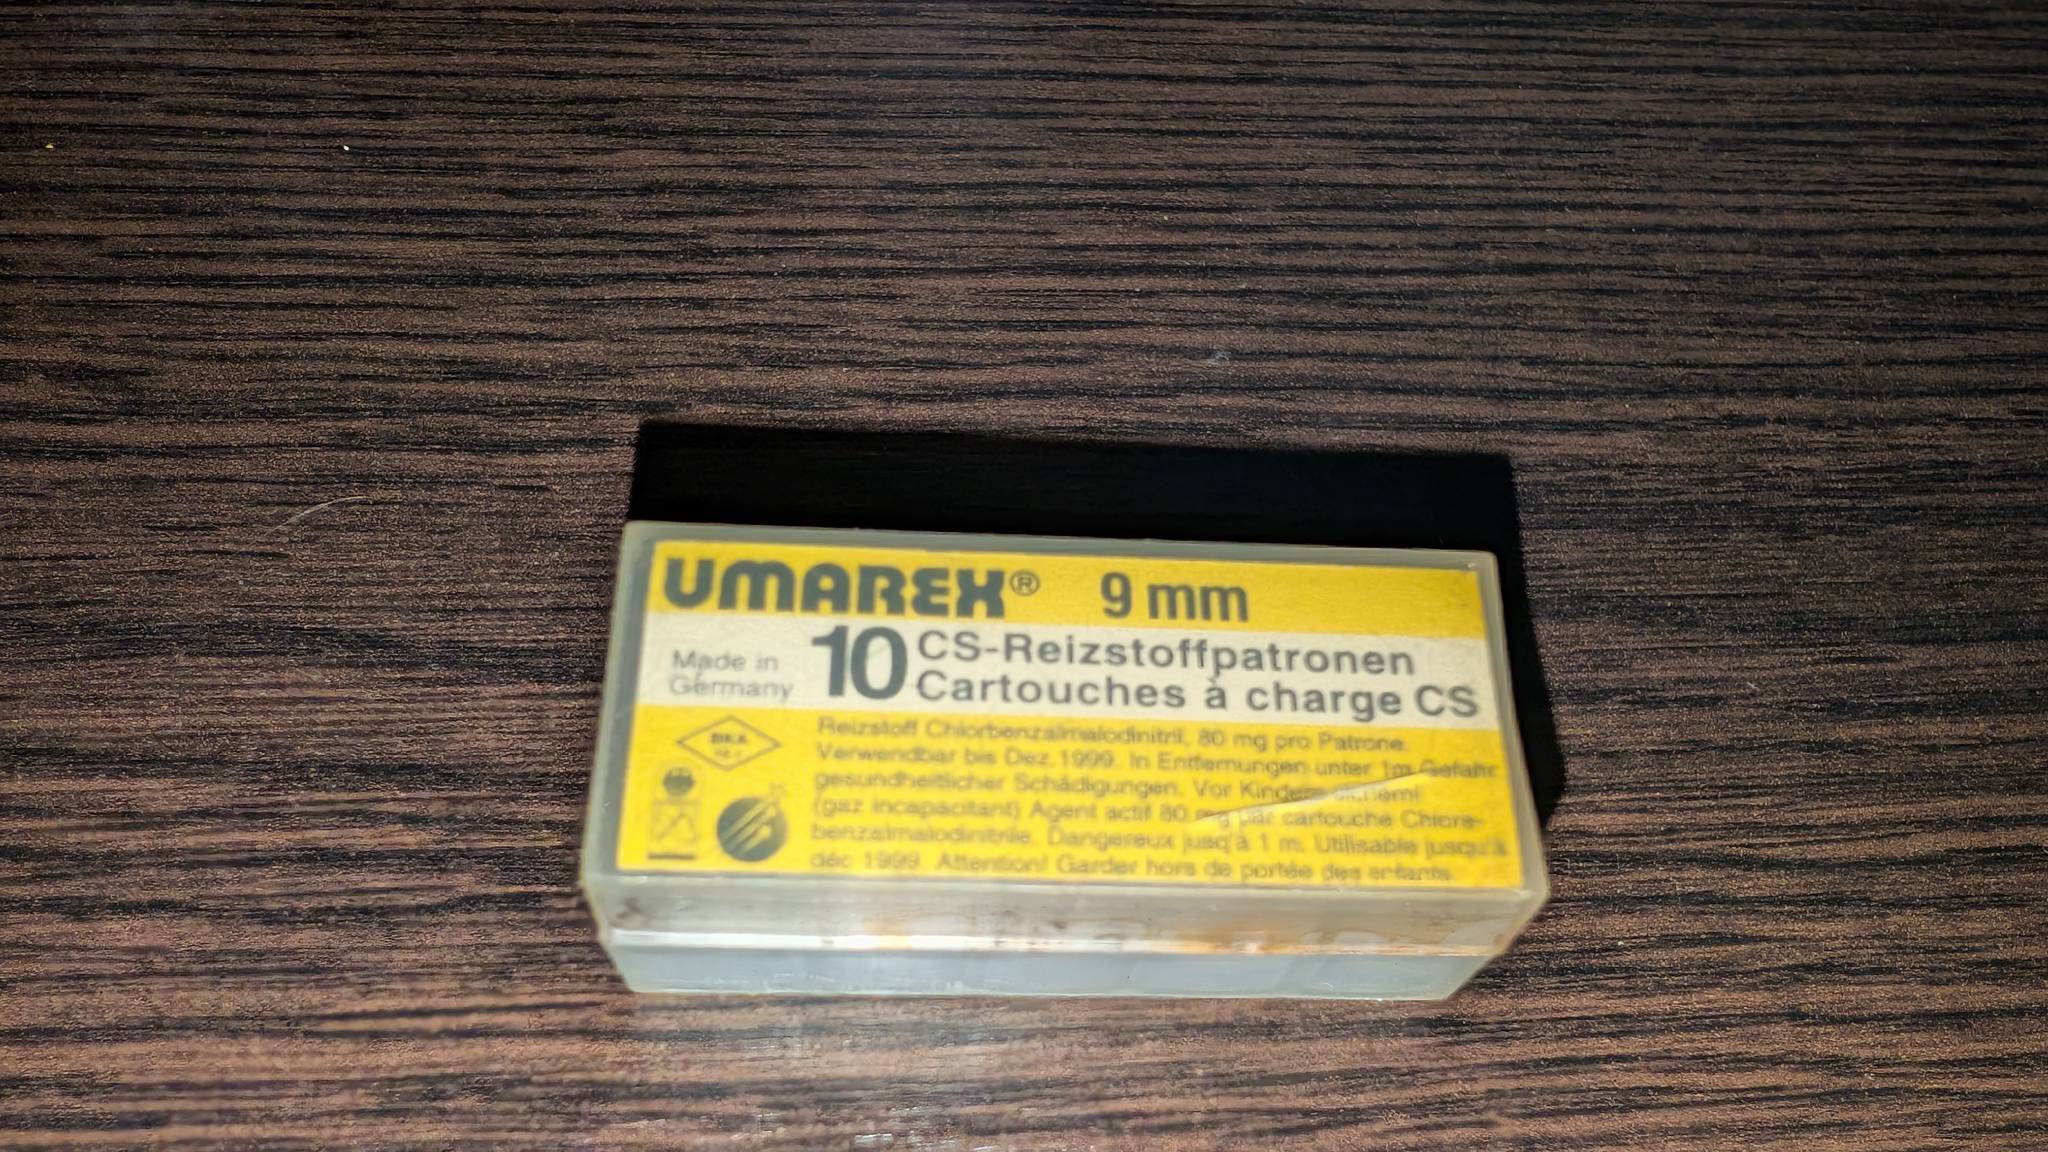 UMAREX® 9 mm
Made in Germany
10 CS-Reizstoffpatronen
Cartouches à charge CS
BKA
Reizstoff Chlorbenzalmalodinitril, 80 mg pro Patrone.
Verwendbar bis Dez. 1999. In Entfernungen unter 1m Gefahr
gesundheitlicher Schädigungen. Vor Kindern sichern!
(gaz incapacitant) Agent actif 80 mg par cartouche Chlore-
benzalmalodinitrile. Dangereux jusq'à 1 m. Utilisable jusqu'à
déc 1999. Attention! Garder hors de portée des enfants.